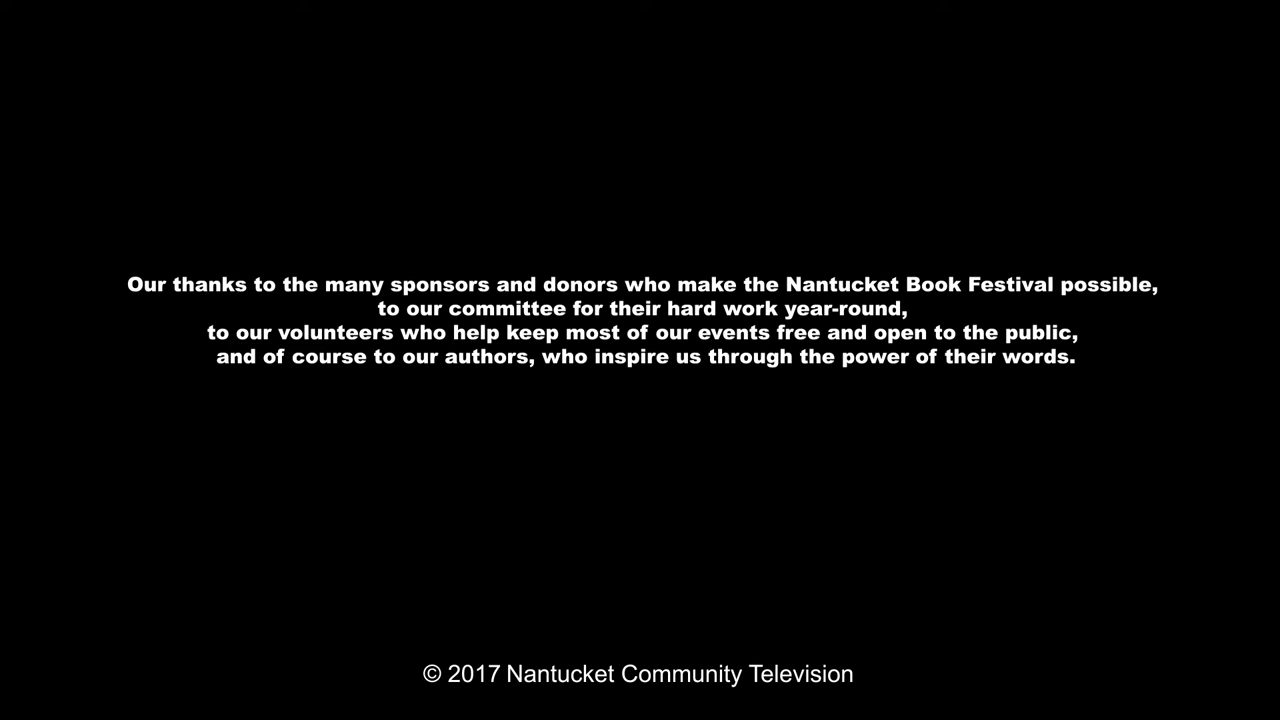 Our thanks to the many sponsors and donors who make the Nantucket Book Festival possible,
to our committee for their hard work year-round,
to our volunteers who help keep most of our events free and open to the public,
and of course to our authors, who inspire us through the power of their words.
© 2017 Nantucket Community Television